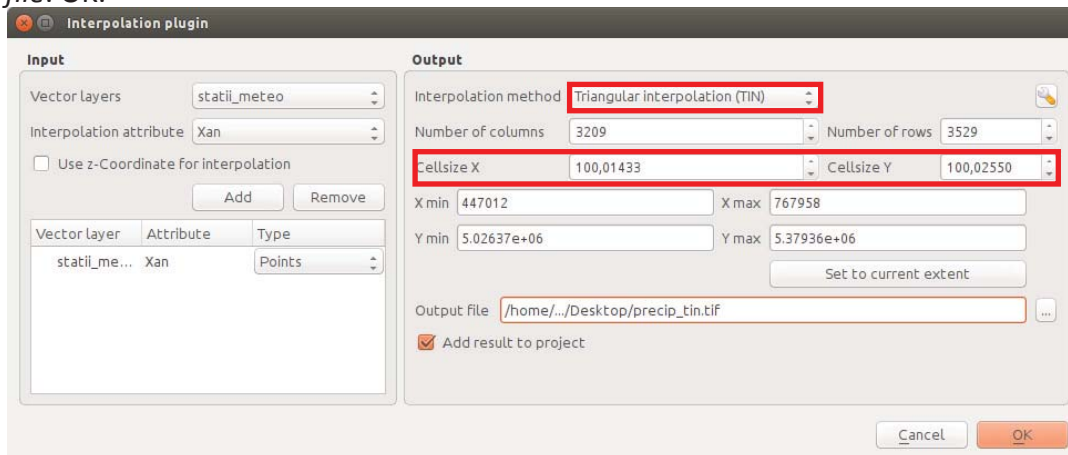 file. OK.
Interpolation plugin
Input
Output
Vector layers statii_meteo
Interpolation method Triangular interpolation (TIN)
Interpolation attribute Xan
Number of columns 3209 Number of rows 3529
Use z-Coordinate for interpolation
Cellsize X 100,01433 Cellsize Y 100,02550
Add Remove
X min 447012 X max 767958
Vector layer Attribute Type
Y min 5.02637e+06 Y max 5.37936e+06
statii_me... Xan Points
Set to current extent
Output file /home/.../Desktop/precip_tin.tif ...
Add result to project
Cancel OK